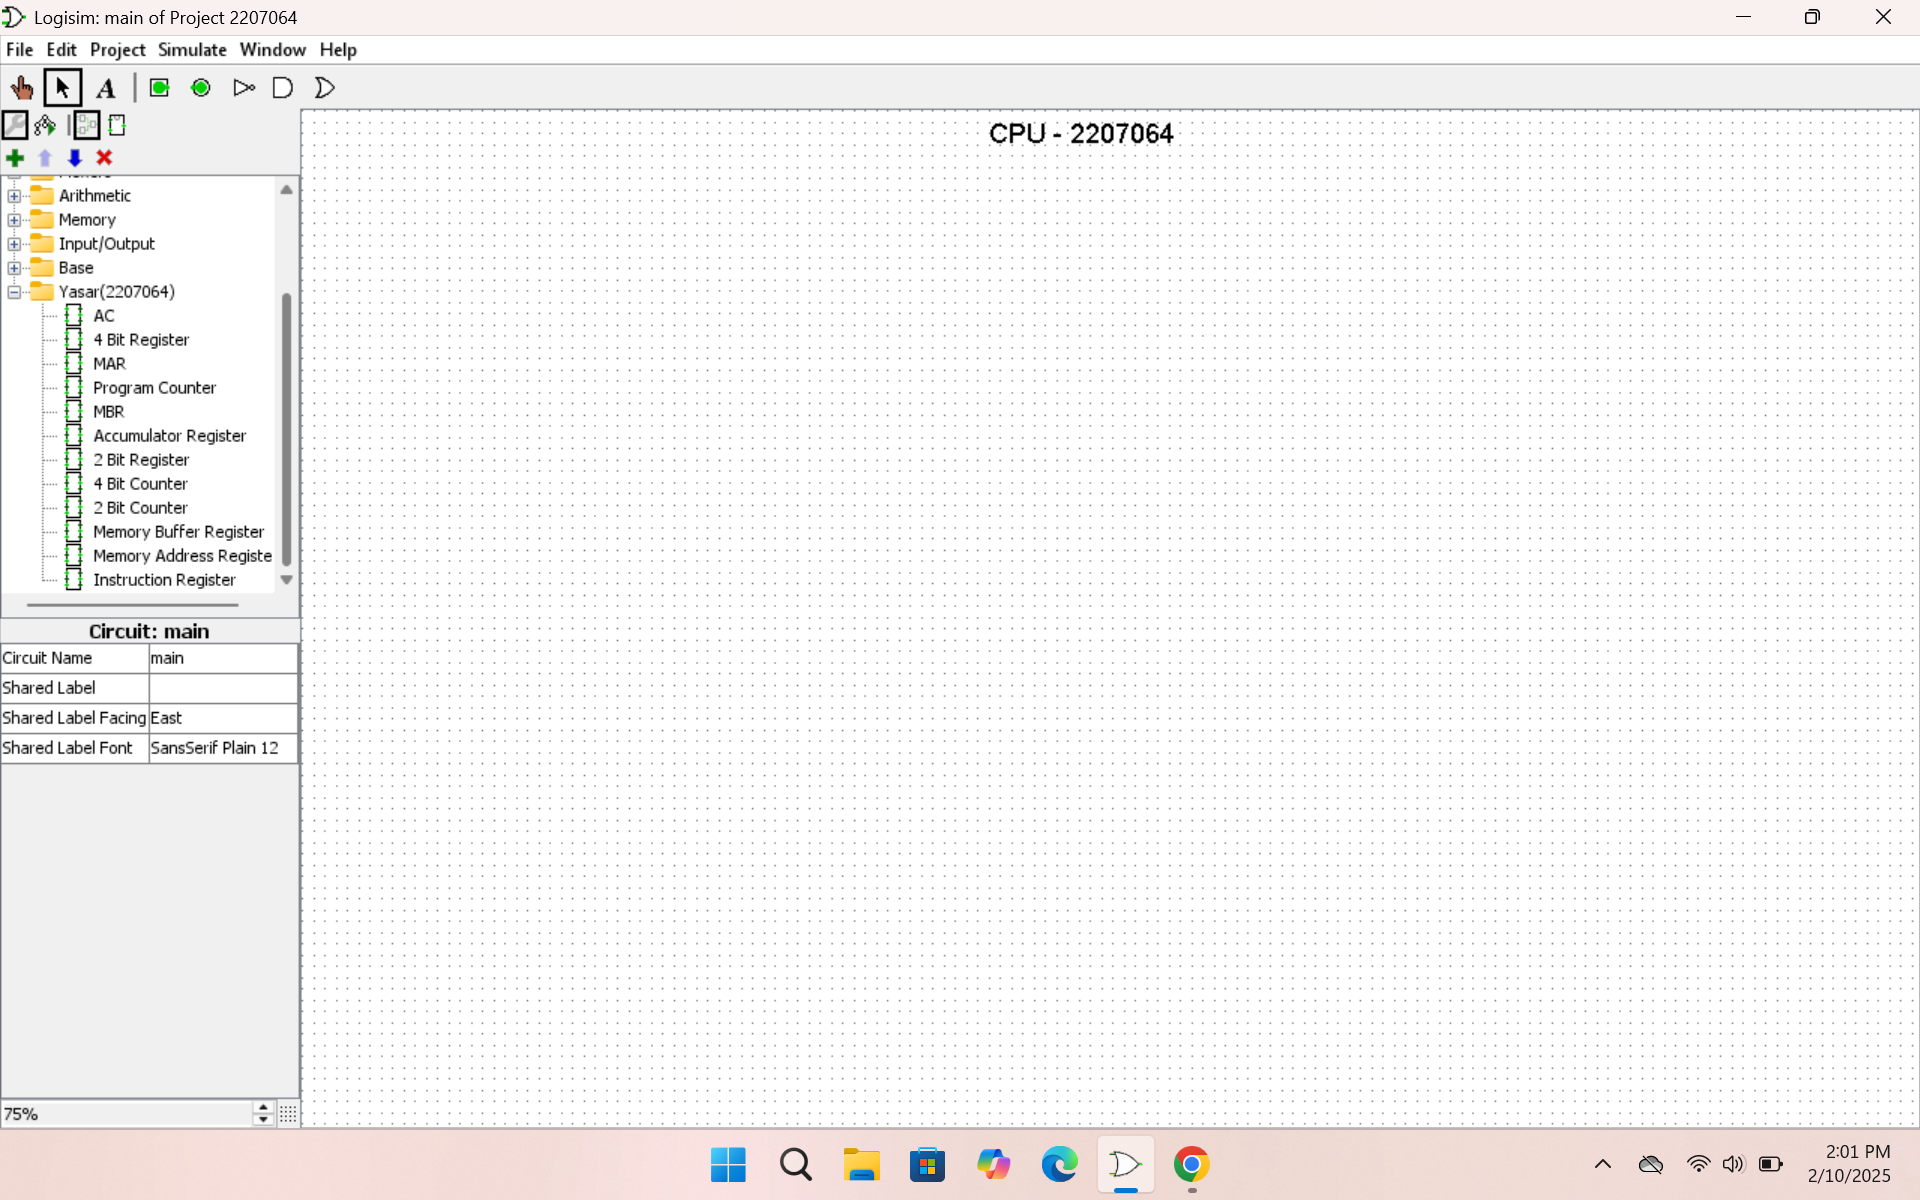 Logisim: main of Project 2207064
File Edit Project Simulate Window Help
A
CPU - 2207064
Arithmetic
Memory
Input/Output
Base
Yasar(2207064)
AC
4 Bit Register
MAR
Program Counter
MBR
Accumulator Register
2 Bit Register
4 Bit Counter
2 Bit Counter
Memory Buffer Register
Memory Address Registe
Instruction Register
Circuit: main
Circuit Name main
Shared Label
Shared Label Facing East
Shared Label Font SansSerif Plain 12
75%
2:01 PM
2/10/2025